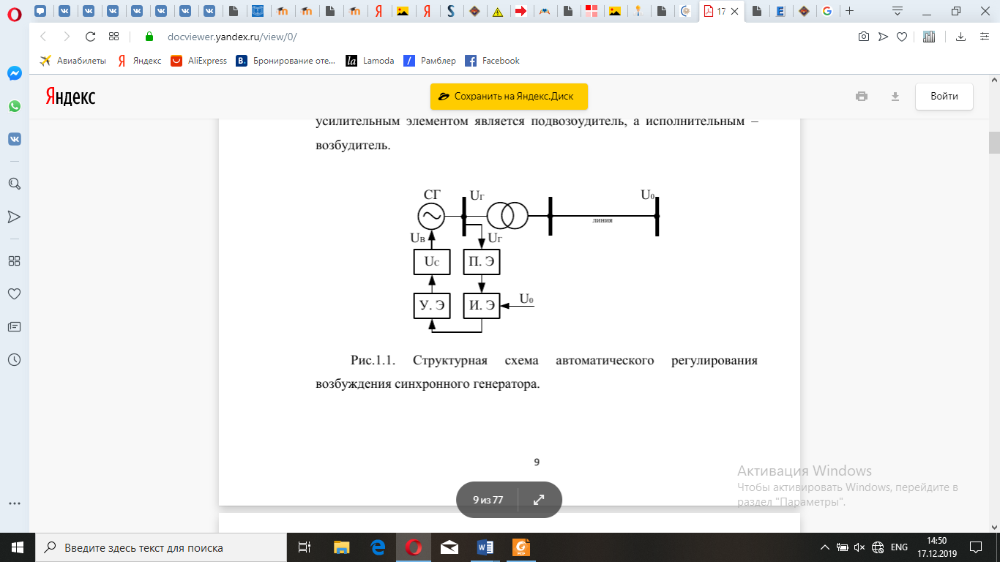 17
docviewer.yandex.ru/view/0/
Авиабилеты Яндекс AliExpress Бронирование оте... Lamoda Рамблер Facebook
Яндекс
Сохранить на Яндекс.Диск
Войти
усилительным элементом является подвозбудитель, а исполнительным –
возбудитель.
СГ Uг U0
линия
Uв Uг
Uс П. Э
У. Э И. Э U0
Рис.1.1. Структурная схема автоматического регулирования
возбуждения синхронного генератора.
9
9 из 77
Активация Windows
Чтобы активировать Windows, перейдите в
раздел "Параметры".
Введите здесь текст для поиска
ENG
14:50
17.12.2019